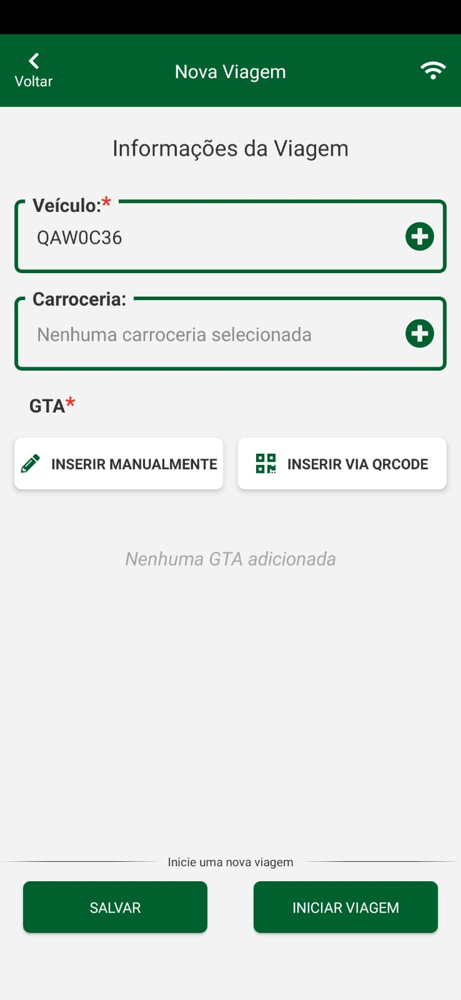 Voltar
Nova Viagem
Informações da Viagem
Veículo:*
QAW0C36
Carroceria:
Nenhuma carroceria selecionada
GTA*
INSERIR MANUALMENTE
INSERIR VIA QRCODE
Nenhuma GTA adicionada
Inicie uma nova viagem
SALVAR
INICIAR VIAGEM